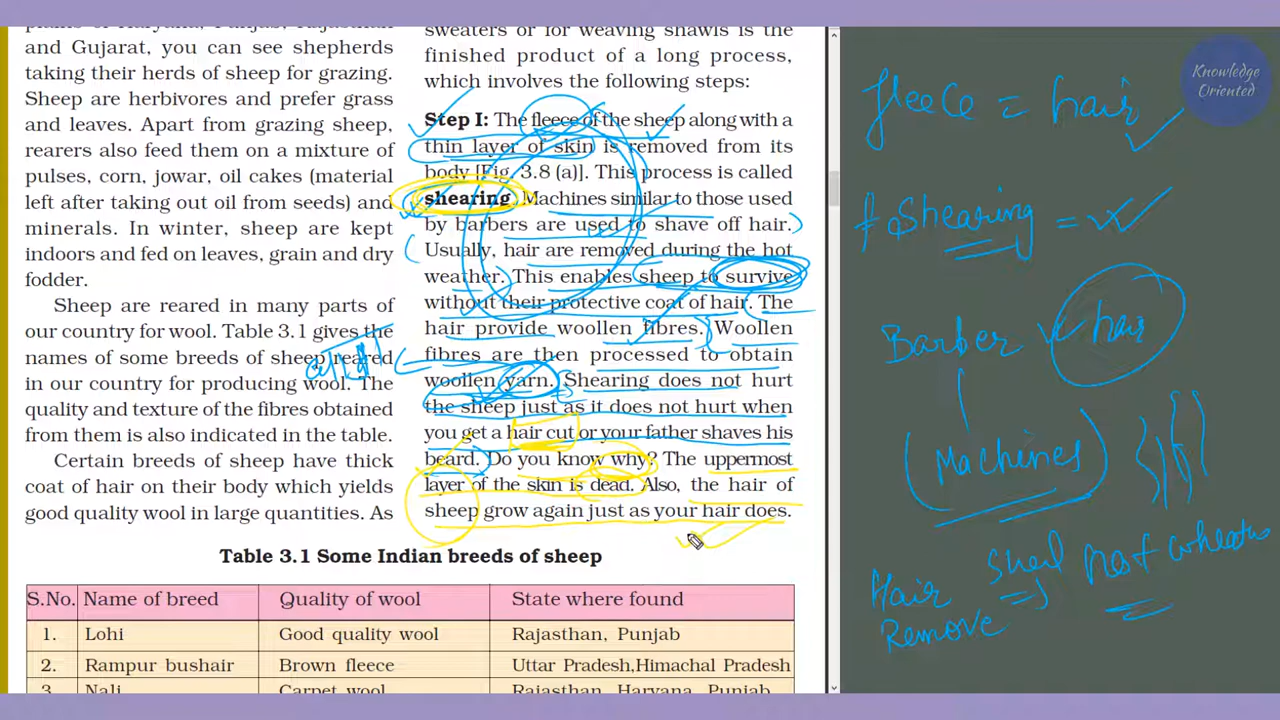 plains of Haryana, Punjab, Rajasthan
and Gujarat, you can see shepherds
taking their herds of sheep for grazing.
Sheep are herbivores and prefer grass
and leaves. Apart from grazing sheep,
rearers also feed them on a mixture of
pulses, corn, jowar, oil cakes (material
left after taking out oil from seeds) and
minerals. In winter, sheep are kept
indoors and fed on leaves, grain and dry
fodder.
Sheep are reared in many parts of
our country for wool. Table 3.1 gives the
names of some breeds of sheep reared
in our country for producing wool. The
quality and texture of the fibres obtained
from them is also indicated in the table.
Certain breeds of sheep have thick
coat of hair on their body which yields
good quality wool in large quantities. As
sweaters or for weaving shawls is the
finished product of a long process,
which involves the following steps:
Step I: The fleece of the sheep along with a
thin layer of skin is removed from its
body [Fig. 3.8 (a)]. This process is called
shearing. Machines similar to those used
by barbers are used to shave off hair.
Usually, hair are removed during the hot
weather. This enables sheep to survive
without their protective coat of hair. The
hair provide woollen fibres. Woollen
fibres are then processed to obtain
woollen yarn. Shearing does not hurt
the sheep just as it does not hurt when
you get a hair cut or your father shaves his
beard. Do you know why? The uppermost
layer of the skin is dead. Also, the hair of
sheep grow again just as your hair does.
Table 3.1 Some Indian breeds of sheep
S.No. Name of breed Quality of wool State where found
1. Lohi Good quality wool Rajasthan, Punjab
2. Rampur bushair Brown fleece Uttar Pradesh,Himachal Pradesh
3. Nali Carpet wool Rajasthan, Haryana, Punjab
Knowledge
Oriented
fleece = hair
Shearing =
Barber hair
(Machines)
Hair
Remove